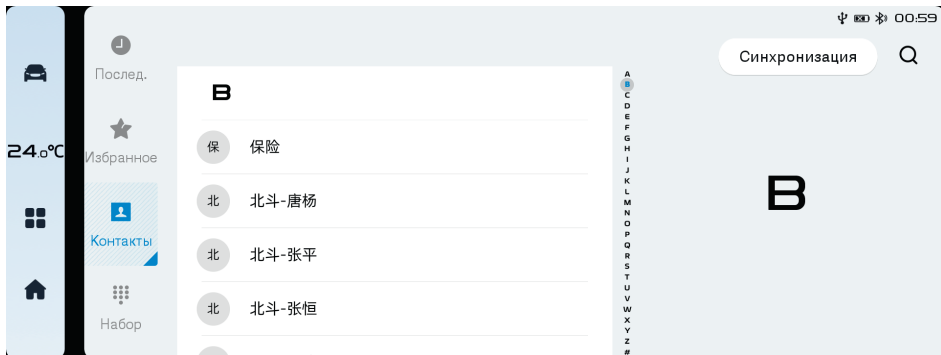 00:59
Послед.
Избранное
Контакты
Набор
24.0°C
Синхронизация
B
保 保险
北 北斗-唐杨
北 北斗-张平
北 北斗-张恒
A
B
C
D
E
F
G
H
I
J
K
L
M
N
O
P
Q
R
S
T
U
V
W
X
Y
Z
#
B